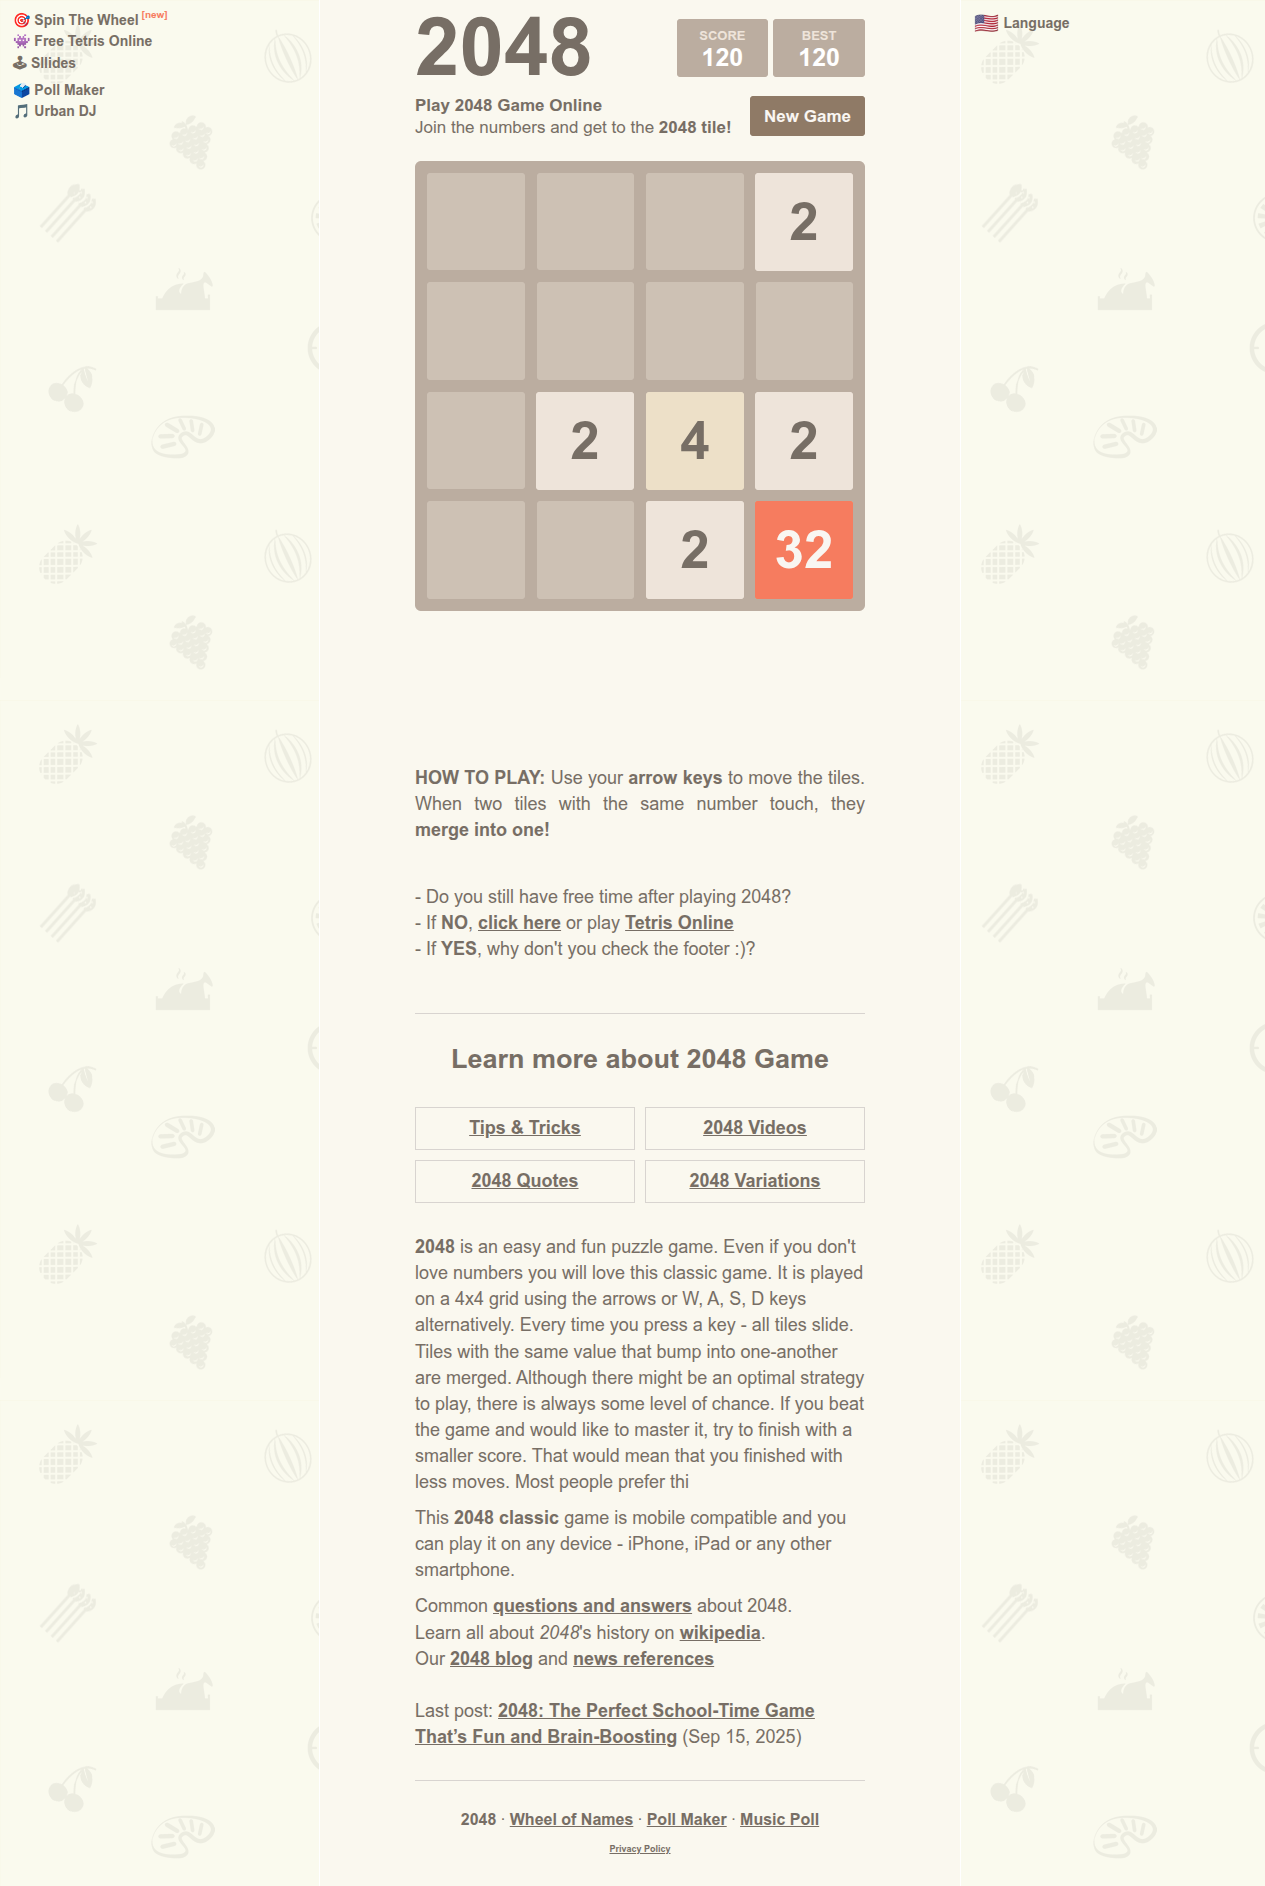 🎯 Spin The Wheel [new]
👾 Free Tetris Online
🕹 Sllides
🗳 Poll Maker
🎵 Urban DJ
🇺🇸 Language
2048
SCORE
120
BEST
120
Play 2048 Game Online
Join the numbers and get to the 2048 tile!
New Game
2
2 4 2
2 32
HOW TO PLAY: Use your arrow keys to move the tiles.
When two tiles with the same number touch, they
merge into one!
- Do you still have free time after playing 2048?
- If NO, click here or play Tetris Online
- If YES, why don't you check the footer :)?
Learn more about 2048 Game
Tips & Tricks
2048 Videos
2048 Quotes
2048 Variations
2048 is an easy and fun puzzle game. Even if you don't
love numbers you will love this classic game. It is played
on a 4x4 grid using the arrows or W, A, S, D keys
alternatively. Every time you press a key - all tiles slide.
Tiles with the same value that bump into one-another
are merged. Although there might be an optimal strategy
to play, there is always some level of chance. If you beat
the game and would like to master it, try to finish with a
smaller score. That would mean that you finished with
less moves. Most people prefer thi
This 2048 classic game is mobile compatible and you
can play it on any device - iPhone, iPad or any other
smartphone.
Common questions and answers about 2048.
Learn all about 2048's history on wikipedia.
Our 2048 blog and news references
Last post: 2048: The Perfect School-Time Game
That’s Fun and Brain-Boosting (Sep 15, 2025)
2048 · Wheel of Names · Poll Maker · Music Poll
Privacy Policy